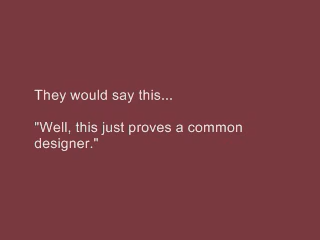 They would say this...
"Well, this just proves a common
designer."